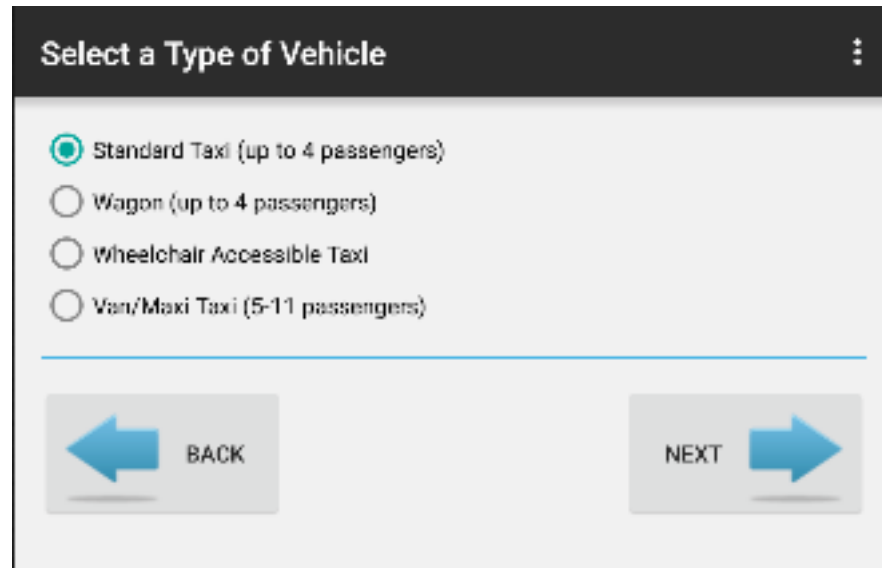 Select a Type of Vehicle
Standard Taxi (up to 4 passengers)
Wagon (up to 4 passengers)
Wheelchair Accessible Taxi
Van/Maxi Taxi (5-11 passengers)
BACK
NEXT